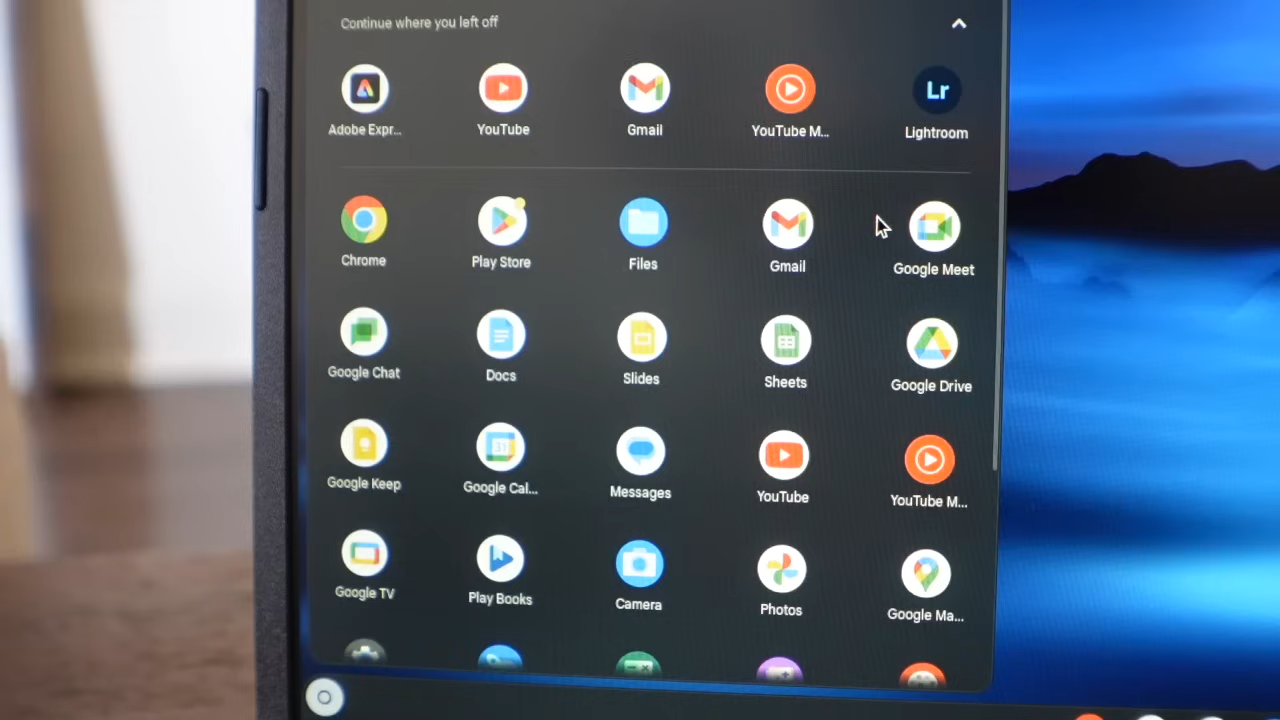 Continue where you left off
Adobe Expr...
YouTube
Gmail
YouTube M...
Lr
Lightroom
Chrome
Play Store
Files
Gmail
Google Meet
Google Chat
Docs
Slides
Sheets
Google Drive
Google Keep
31
Google Cal...
Messages
YouTube
YouTube M...
Google TV
Play Books
Camera
Photos
Google Ma...